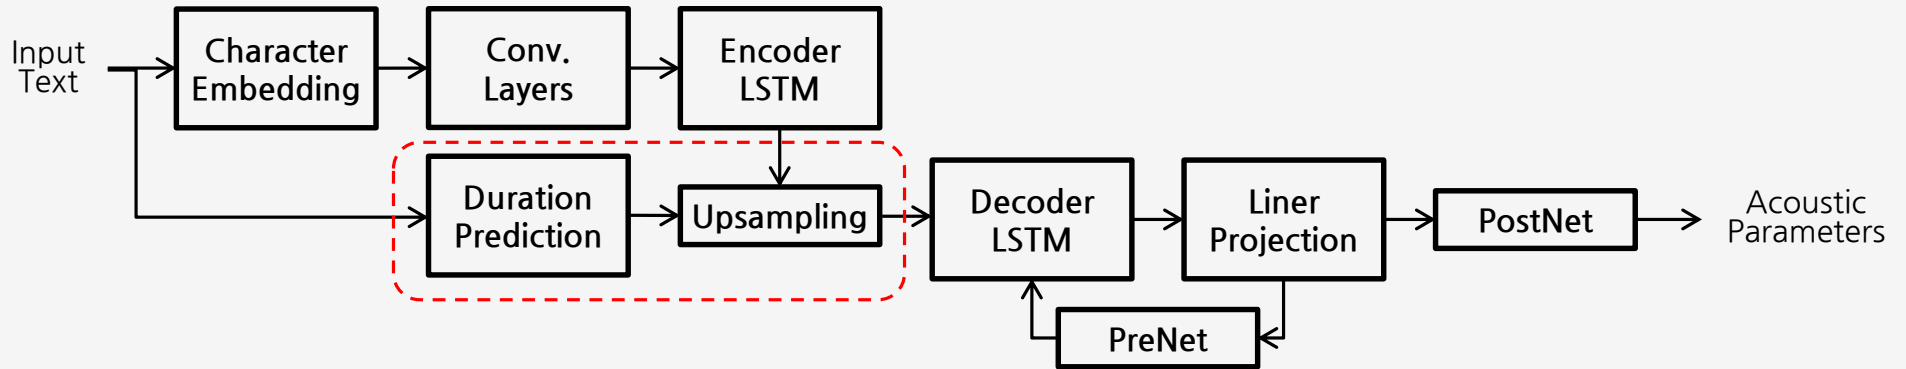 Input
Text
Character
Embedding
Conv.
Layers
Encoder
LSTM
Duration
Prediction
Upsampling
Decoder
LSTM
Liner
Projection
PostNet
Acoustic
Parameters
PreNet